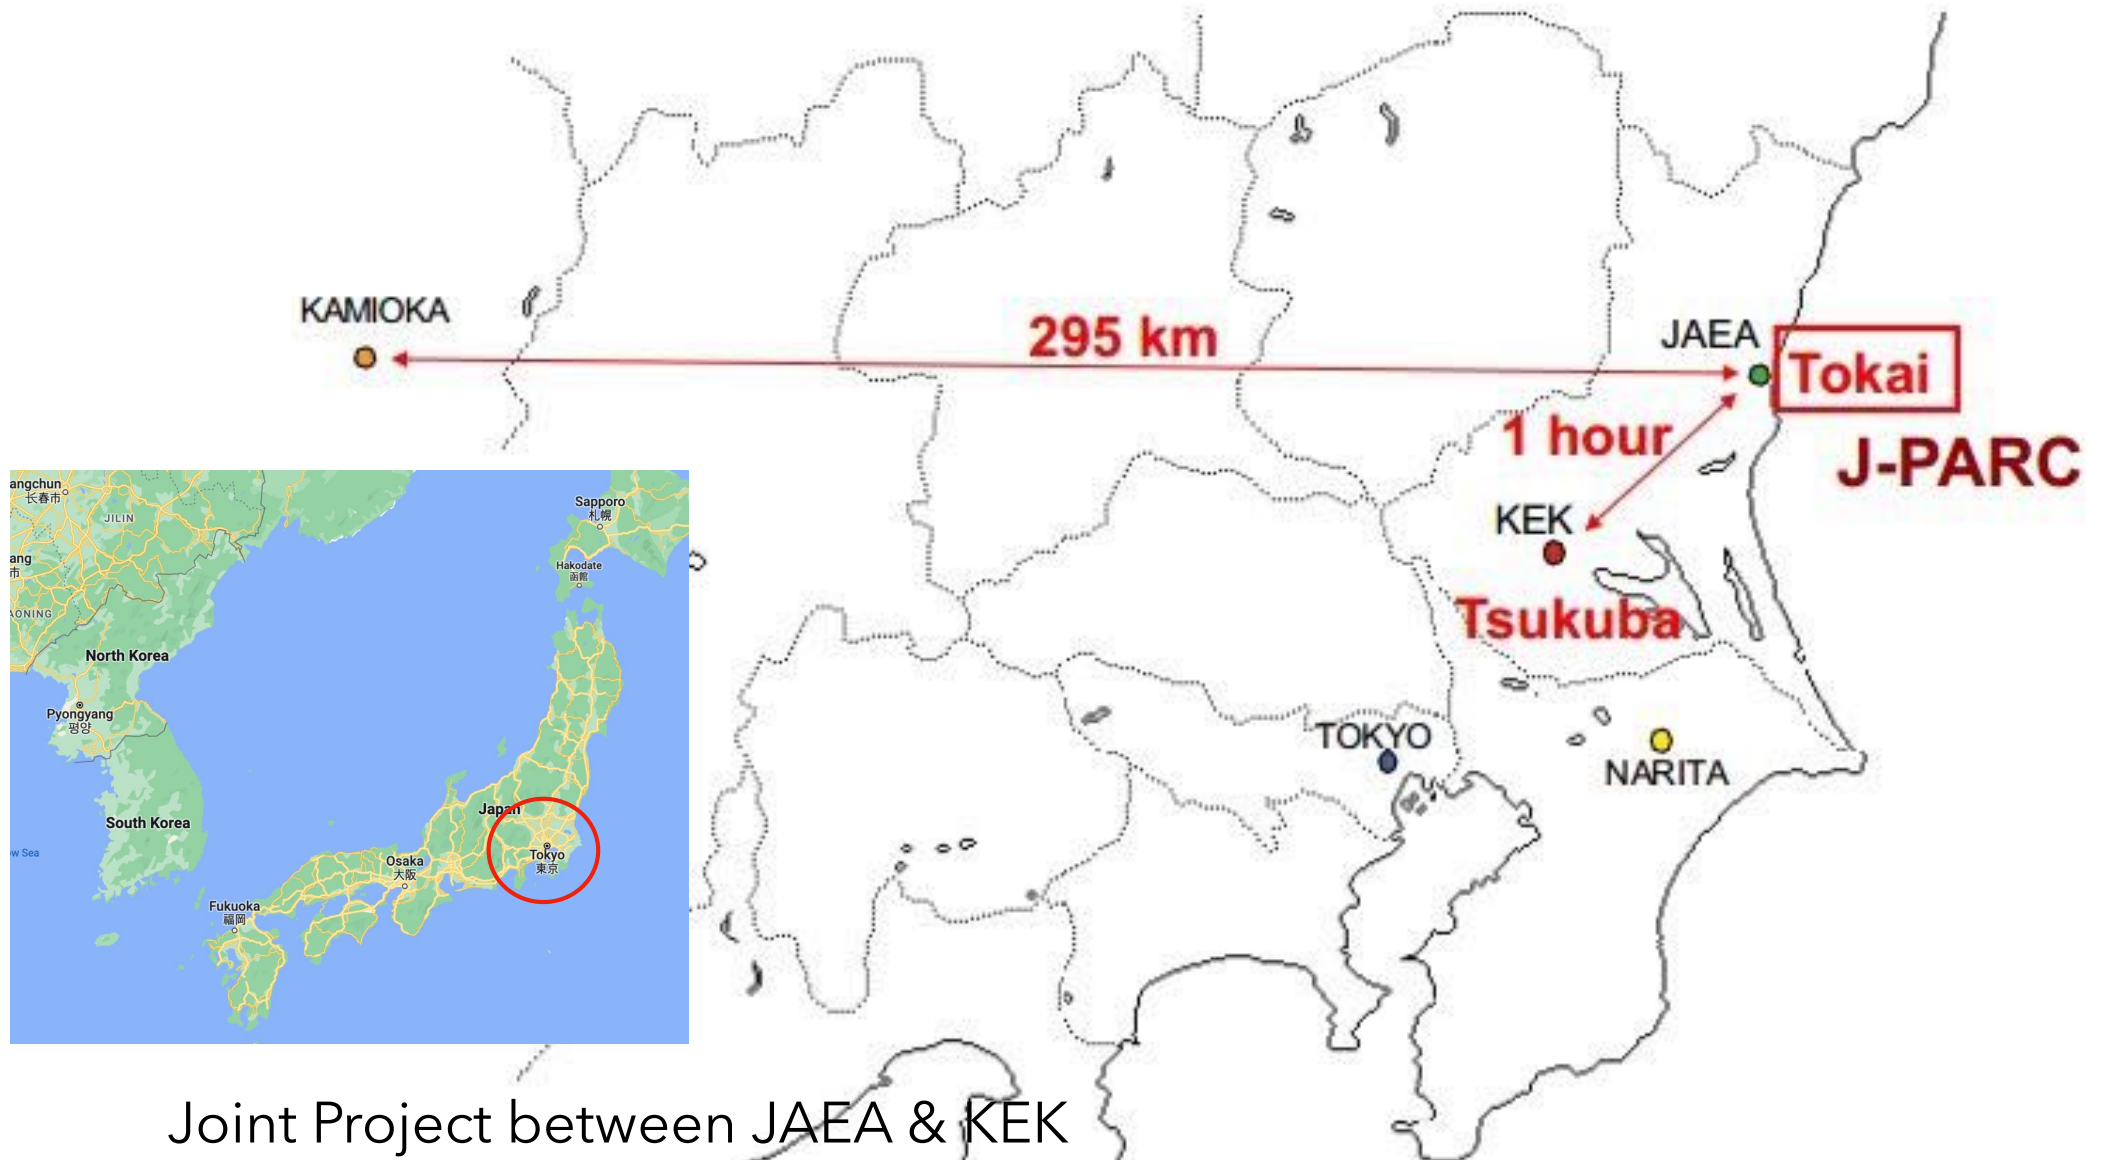 KAMIOKA
295 km
JAEA
Tokai
1 hour
J-PARC
KEK
Tsukuba
TOKYO
NARITA
angchun
长春市
JILIN
ang
市
AONING
Sapporo
札幌
Hakodate
函館
North Korea
Pyongyang
평양
South Korea
w Sea
Japan
Tokyo
東京
Osaka
大阪
Fukuoka
福岡
Joint Project between JAEA & KEK